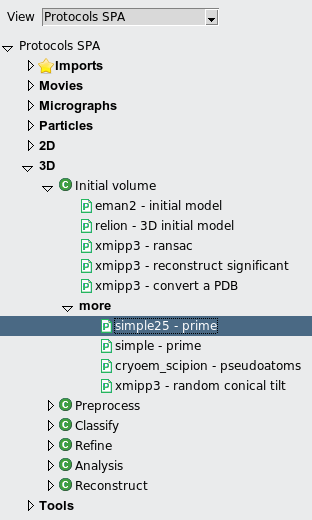 View Protocols SPA
Protocols SPA
Imports
Movies
Micrographs
Particles
2D
3D
C Initial volume
P eman2 - initial model
P relion - 3D initial model
P xmipp3 - ransac
P xmipp3 - reconstruct significant
P xmipp3 - convert a PDB
more
P simple25 - prime
P simple - prime
P cryoem_scipion - pseudoatoms
P xmipp3 - random conical tilt
C Preprocess
C Classify
C Refine
C Analysis
C Reconstruct
Tools